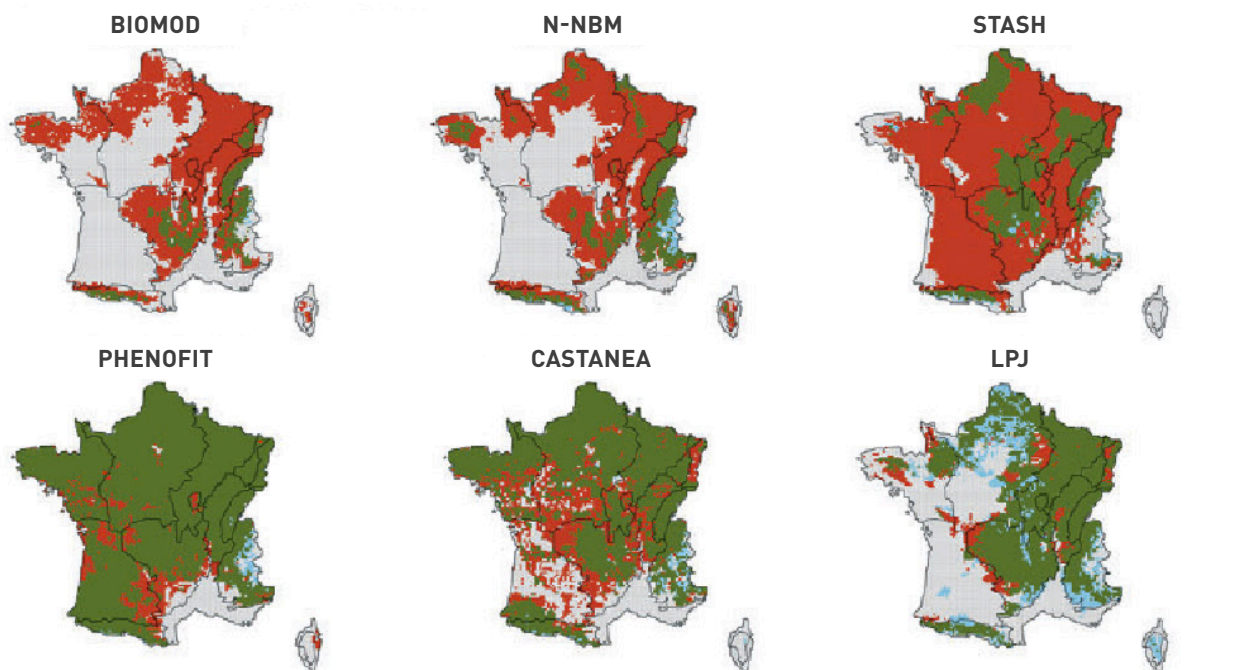 BIOMOD
N-NBM
STASH
PHENOFIT
CASTANEA
LPJ